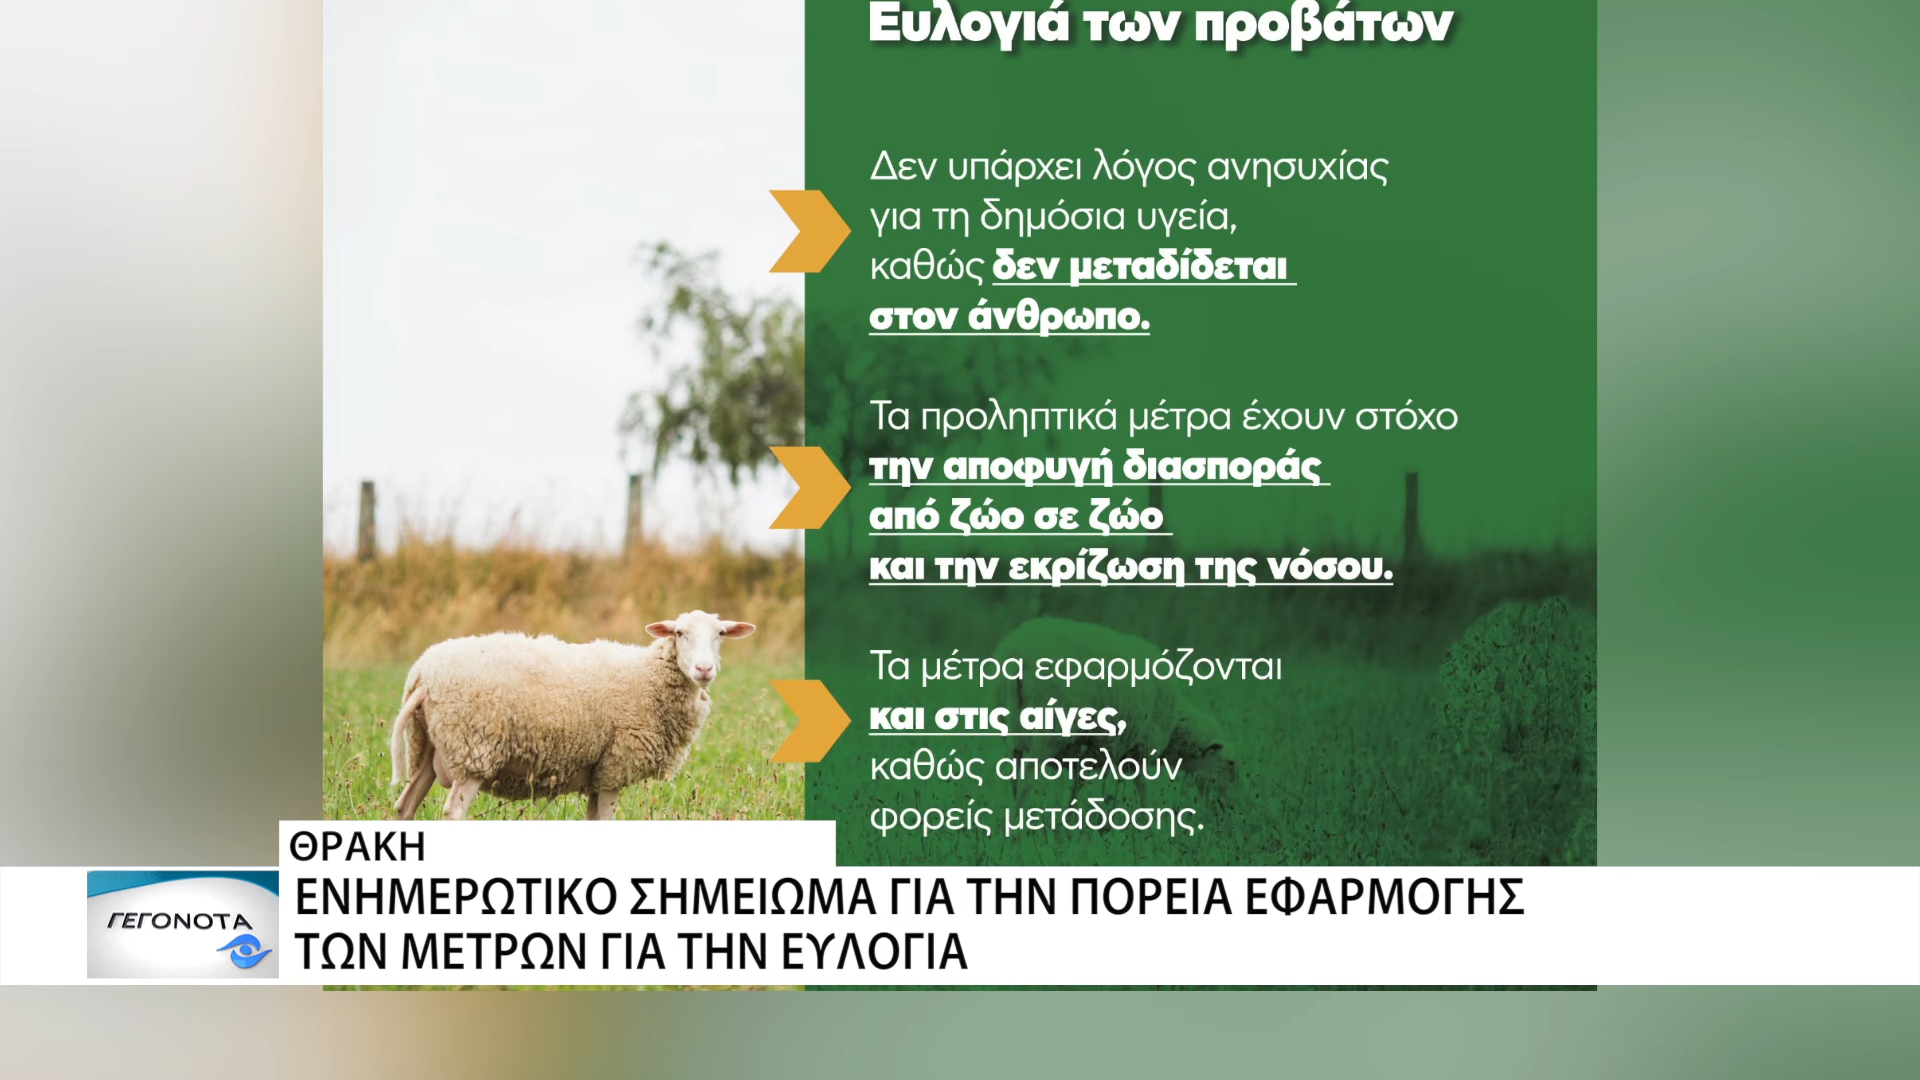 Ευλογιά των προβάτων
Δεν υπάρχει λόγος ανησυχίας
για τη δημόσια υγεία,
καθώς δεν μεταδίδεται
στον άνθρωπο.
Τα προληπτικά μέτρα έχουν στόχο
την αποφυγή διασποράς
από ζώο σε ζώο
και την εκρίζωση της νόσου.
Τα μέτρα εφαρμόζονται
και στις αίγες,
καθώς αποτελούν
φορείς μετάδοσης.
ΘΡΑΚΗ
ΓΕΓΟΝΟΤΑ
ΕΝΗΜΕΡΩΤΙΚΟ ΣΗΜΕΙΩΜΑ ΓΙΑ ΤΗΝ ΠΟΡΕΙΑ ΕΦΑΡΜΟΓΗΣ
ΤΩΝ ΜΕΤΡΩΝ ΓΙΑ ΤΗΝ ΕΥΛΟΓΙΑ